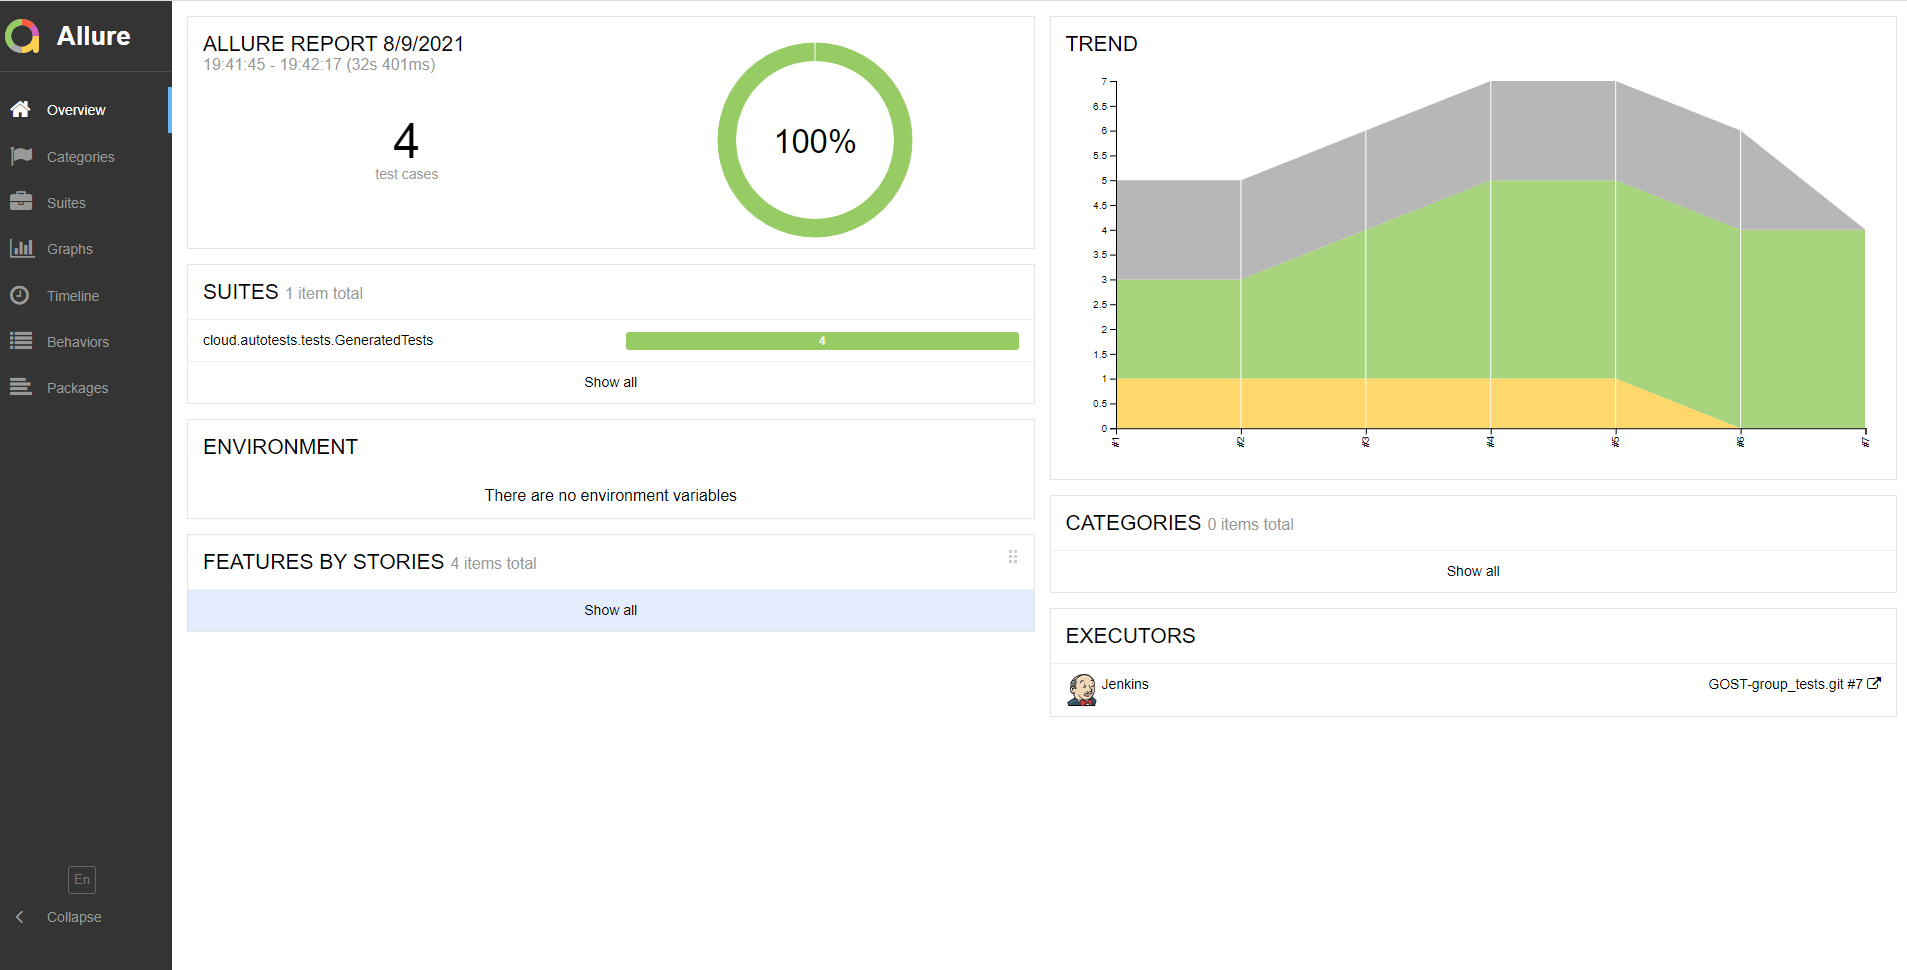 Allure
Overview
Categories
Suites
Graphs
Timeline
Behaviors
Packages
En
Collapse
ALLURE REPORT 8/9/2021
19:41:45 - 19:42:17 (32s 401ms)
4
test cases
100%
SUITES 1 item total
cloud.autotests.tests.GeneratedTests 4
Show all
ENVIRONMENT
There are no environment variables
FEATURES BY STORIES 4 items total
Show all
TREND
7
6.5
6
5.5
5
4.5
4
3.5
3
2.5
2
1.5
1
0.5
0
#1 #2 #3 #4 #5 #6 #7
CATEGORIES 0 items total
Show all
EXECUTORS
Jenkins GOST-group_tests.git #7